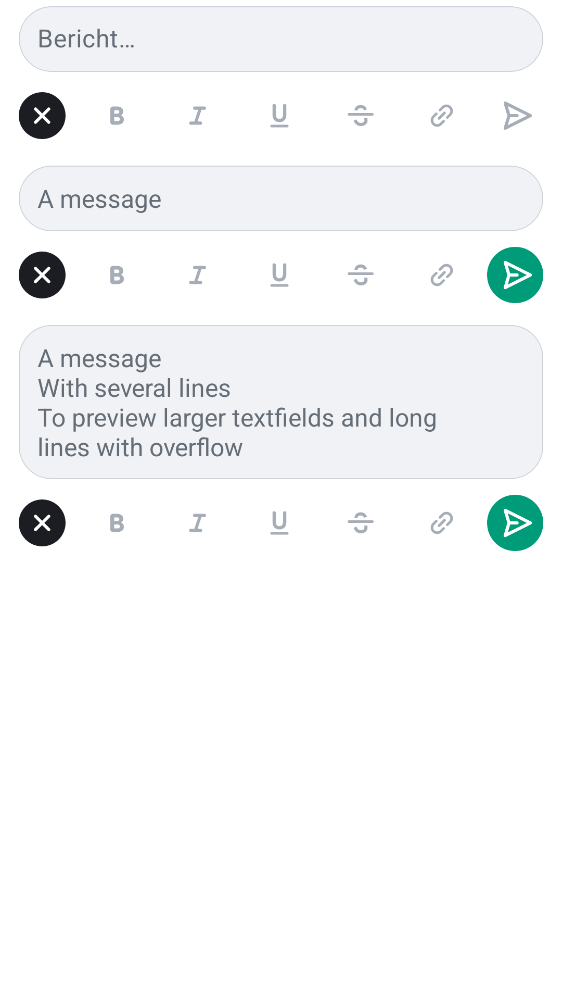 Bericht…
A message
A message
With several lines
To preview larger textfields and long
lines with overflow